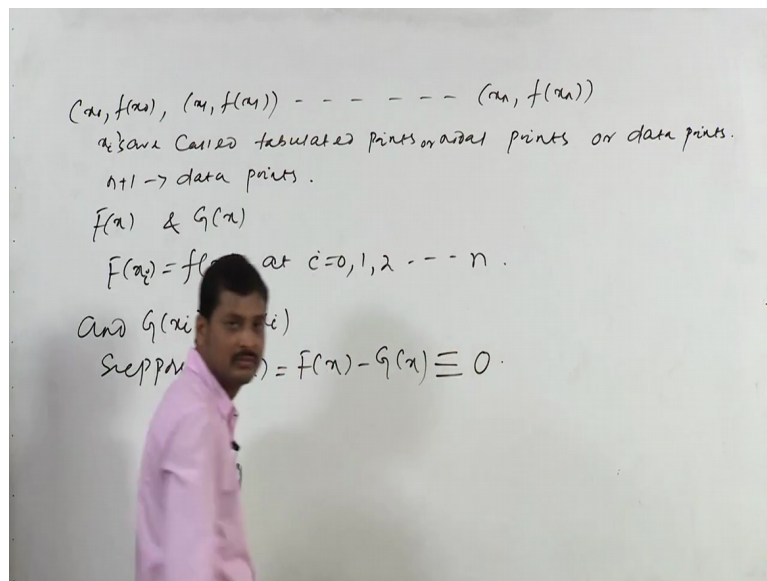 (x₀, f(x₀), (x₁, f(x₁)) - - - - - - - (xₙ, f(xₙ))
xᵢ's are called tabulated points or nodal points or data points.
n+1 → data points.
F(x) & G(x)
F(xᵢ) = f( at i=0,1,2 - - - n.
and G(xᵢ i)
) = F(x) - G(x) ≡ 0.